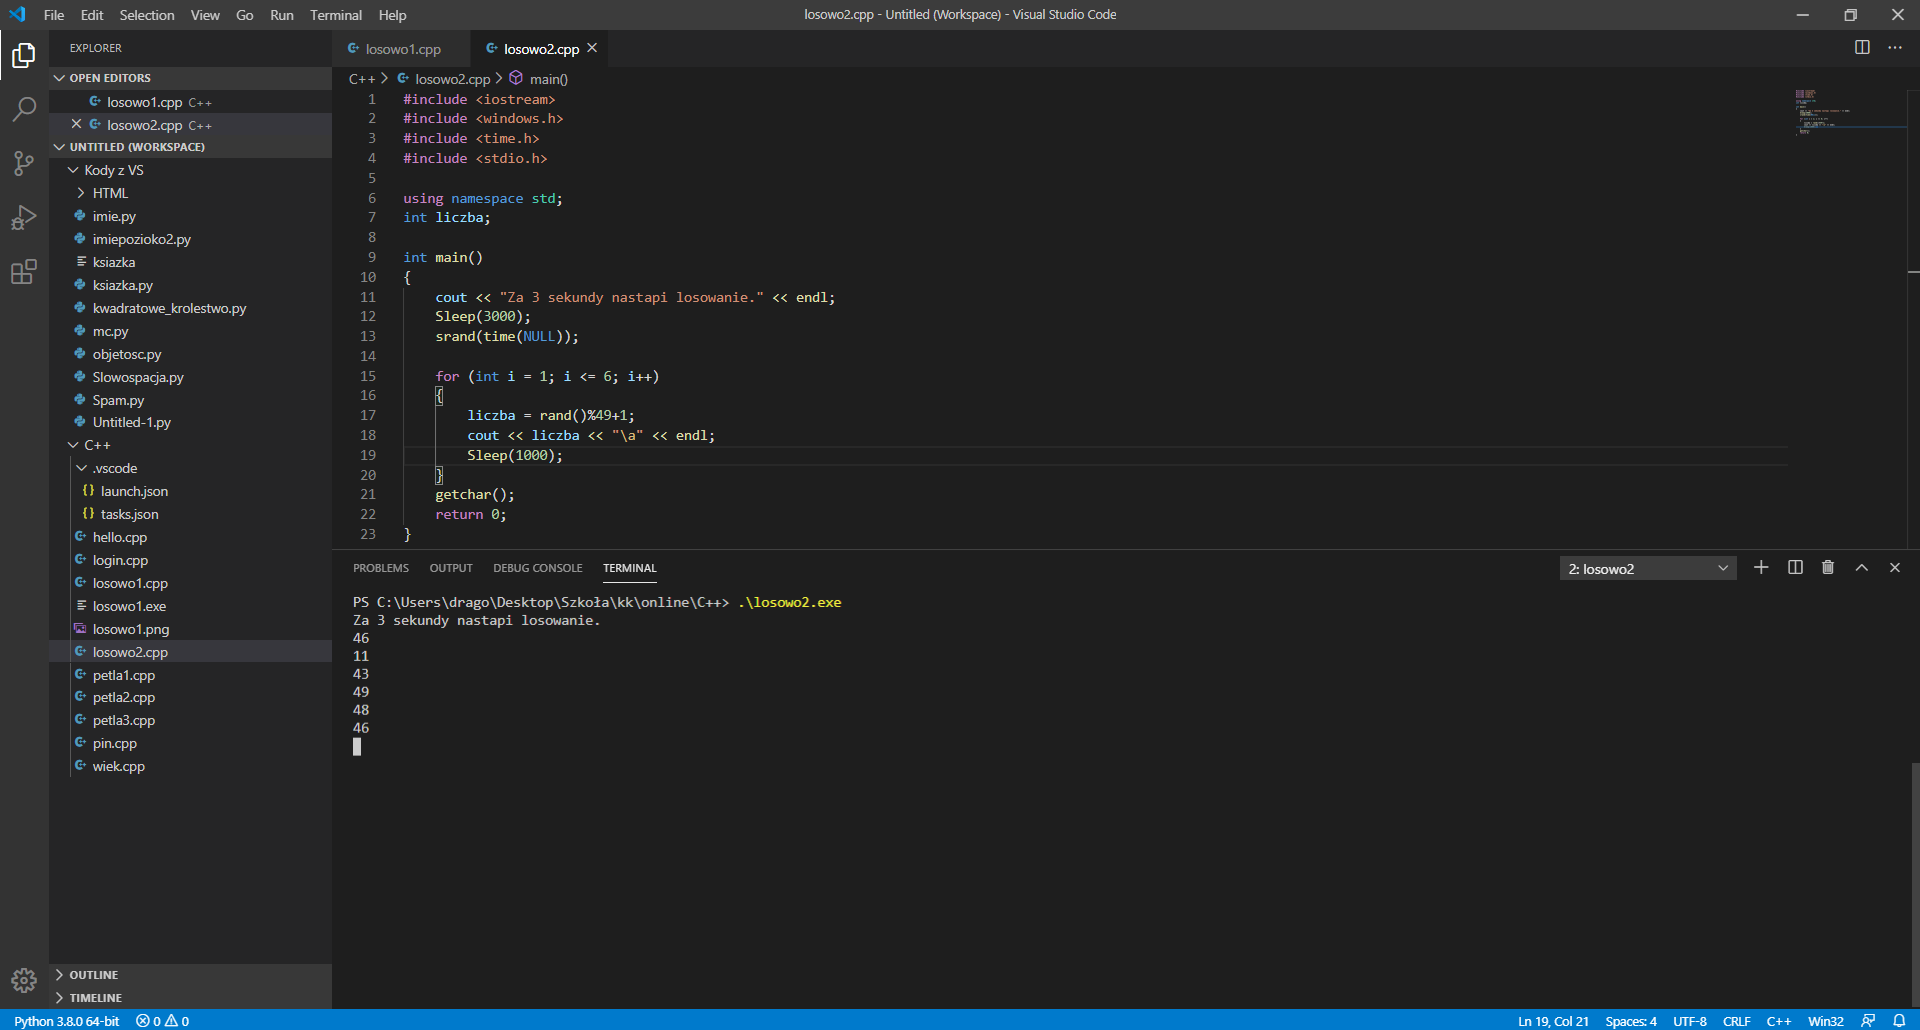 File Edit Selection View Go Run Terminal Help
losowo2.cpp - Untitled (Workspace) - Visual Studio Code
EXPLORER
OPEN EDITORS
losowo1.cpp C++
losowo2.cpp C++
UNTITLED (WORKSPACE)
Kody z VS
HTML
imie.py
imiepozioko2.py
ksiazka
ksiazka.py
kwadratowe_krolestwo.py
mc.py
objetosc.py
Slowospacja.py
Spam.py
Untitled-1.py
C++
.vscode
launch.json
tasks.json
hello.cpp
login.cpp
losowo1.cpp
losowo1.exe
losowo1.png
losowo2.cpp
petla1.cpp
petla2.cpp
petla3.cpp
pin.cpp
wiek.cpp
OUTLINE
TIMELINE
losowo1.cpp losowo2.cpp
C++ > losowo2.cpp > main()
1 #include <iostream>
2 #include <windows.h>
3 #include <time.h>
4 #include <stdio.h>
5
6 using namespace std;
7 int liczba;
8
9 int main()
10 {
11     cout << "Za 3 sekundy nastapi losowanie." << endl;
12     Sleep(3000);
13     srand(time(NULL));
14
15     for (int i = 1; i <= 6; i++)
16     {
17         liczba = rand()%49+1;
18         cout << liczba << "\a" << endl;
19         Sleep(1000);
20     }
21     getchar();
22     return 0;
23 }
PROBLEMS OUTPUT DEBUG CONSOLE TERMINAL
2: losowo2
PS C:\Users\drago\Desktop\Szkoła\kk\online\C++> .\losowo2.exe
Za 3 sekundy nastapi losowanie.
46
11
43
49
48
46
Python 3.8.0 64-bit 0 0
Ln 19, Col 21 Spaces: 4 UTF-8 CRLF C++ Win32